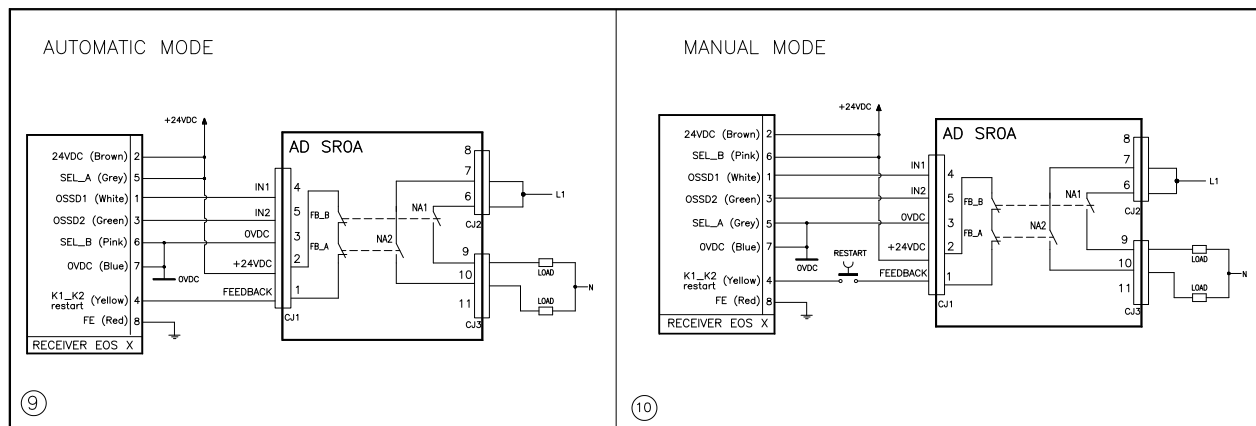 AUTOMATIC MODE
+24VDC
24VDC (Brown) 2
SEL_A (Grey) 5
OSSD1 (White) 1
OSSD2 (Green) 3
SEL_B (Pink) 6
0VDC (Blue) 7
K1_K2 restart (Yellow) 4
FE (Red) 8
RECEIVER EOS X
0VDC
IN1
IN2
0VDC
+24VDC
FEEDBACK
AD SR0A
4
5
3
2
1
CJ1
FB_B
FB_A
NA1
NA2
8
7
6
CJ2
9
10
11
CJ3
L1
LOAD
LOAD
N
9
MANUAL MODE
+24VDC
24VDC (Brown) 2
SEL_B (Pink) 6
OSSD1 (White) 1
OSSD2 (Green) 3
SEL_A (Grey) 5
0VDC (Blue) 7
K1_K2 restart (Yellow) 4
FE (Red) 8
RECEIVER EOS X
0VDC
RESTART
IN1
IN2
0VDC
+24VDC
FEEDBACK
AD SR0A
4
5
3
2
1
CJ1
FB_B
FB_A
NA1
NA2
8
7
6
CJ2
9
10
11
CJ3
L1
LOAD
LOAD
N
10